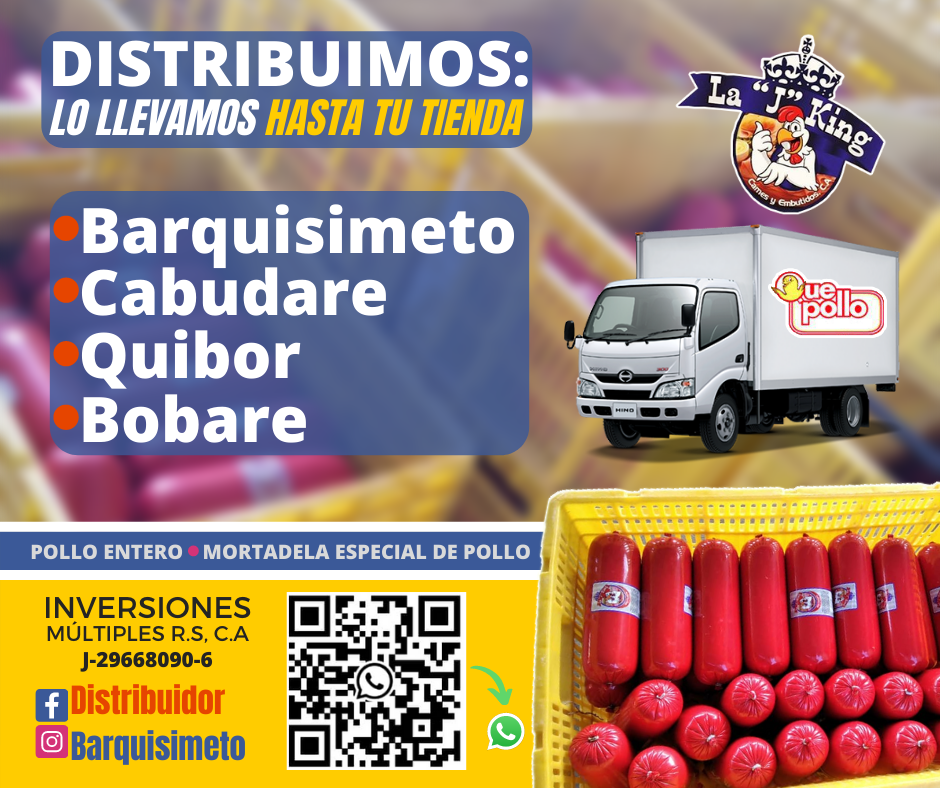 DISTRIBUIMOS:
LO LLEVAMOS HASTA TU TIENDA
La "J" King
Carnes y Embutidos, C.A
•Barquisimeto
•Cabudare
•Quibor
•Bobare
Que
pollo
HINO
POLLO ENTERO•MORTADELA ESPECIAL DE POLLO
INVERSIONES
MÚLTIPLES R.S, C.A
J-29668090-6
Distribuidor
Barquisimeto